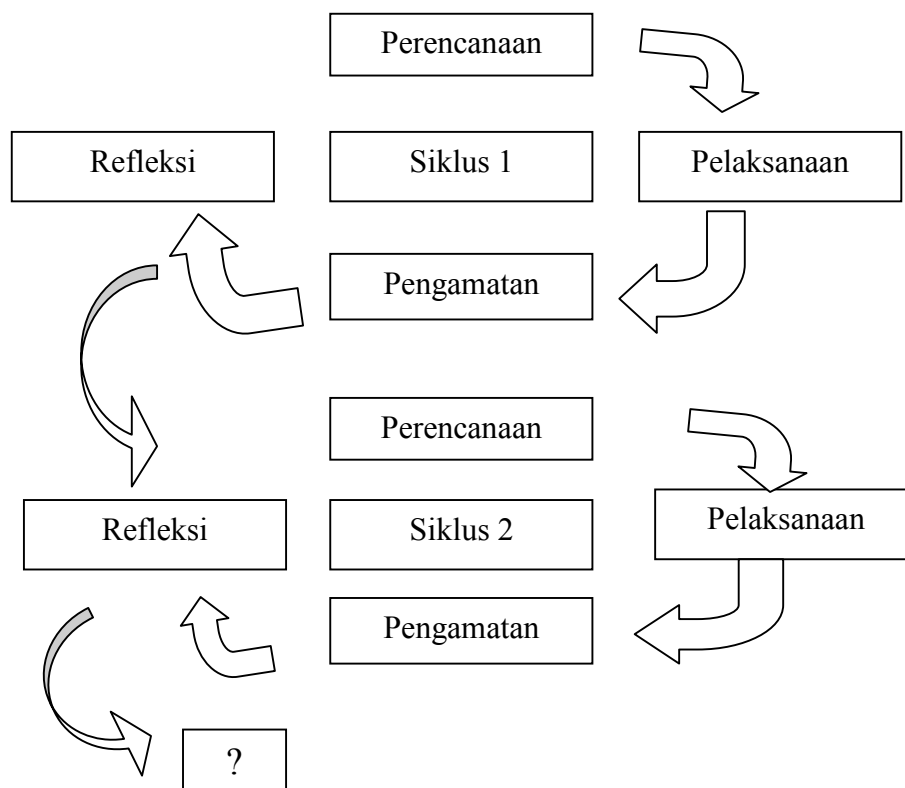 Perencanaan
Refleksi
Siklus 1
Pelaksanaan
Pengamatan
Perencanaan
Refleksi
Siklus 2
Pelaksanaan
Pengamatan
?